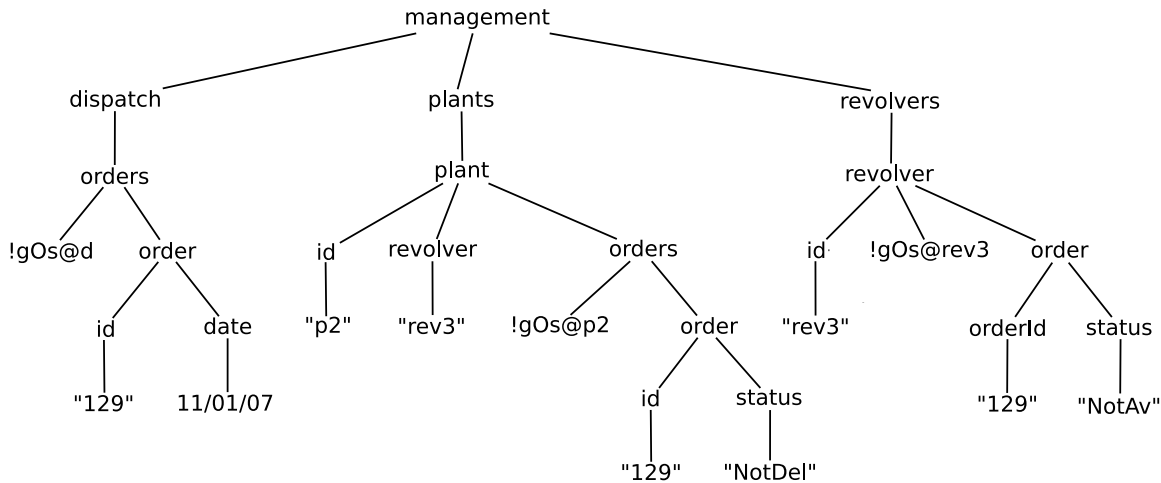 management
dispatch plants revolvers
orders plant revolver
!gOs@d order id revolver orders id !gOs@rev3 order
id date "p2" "rev3" !gOs@p2 order "rev3" orderId status
"129" 11/01/07 id status "129" "NotAv"
"129" "NotDel"